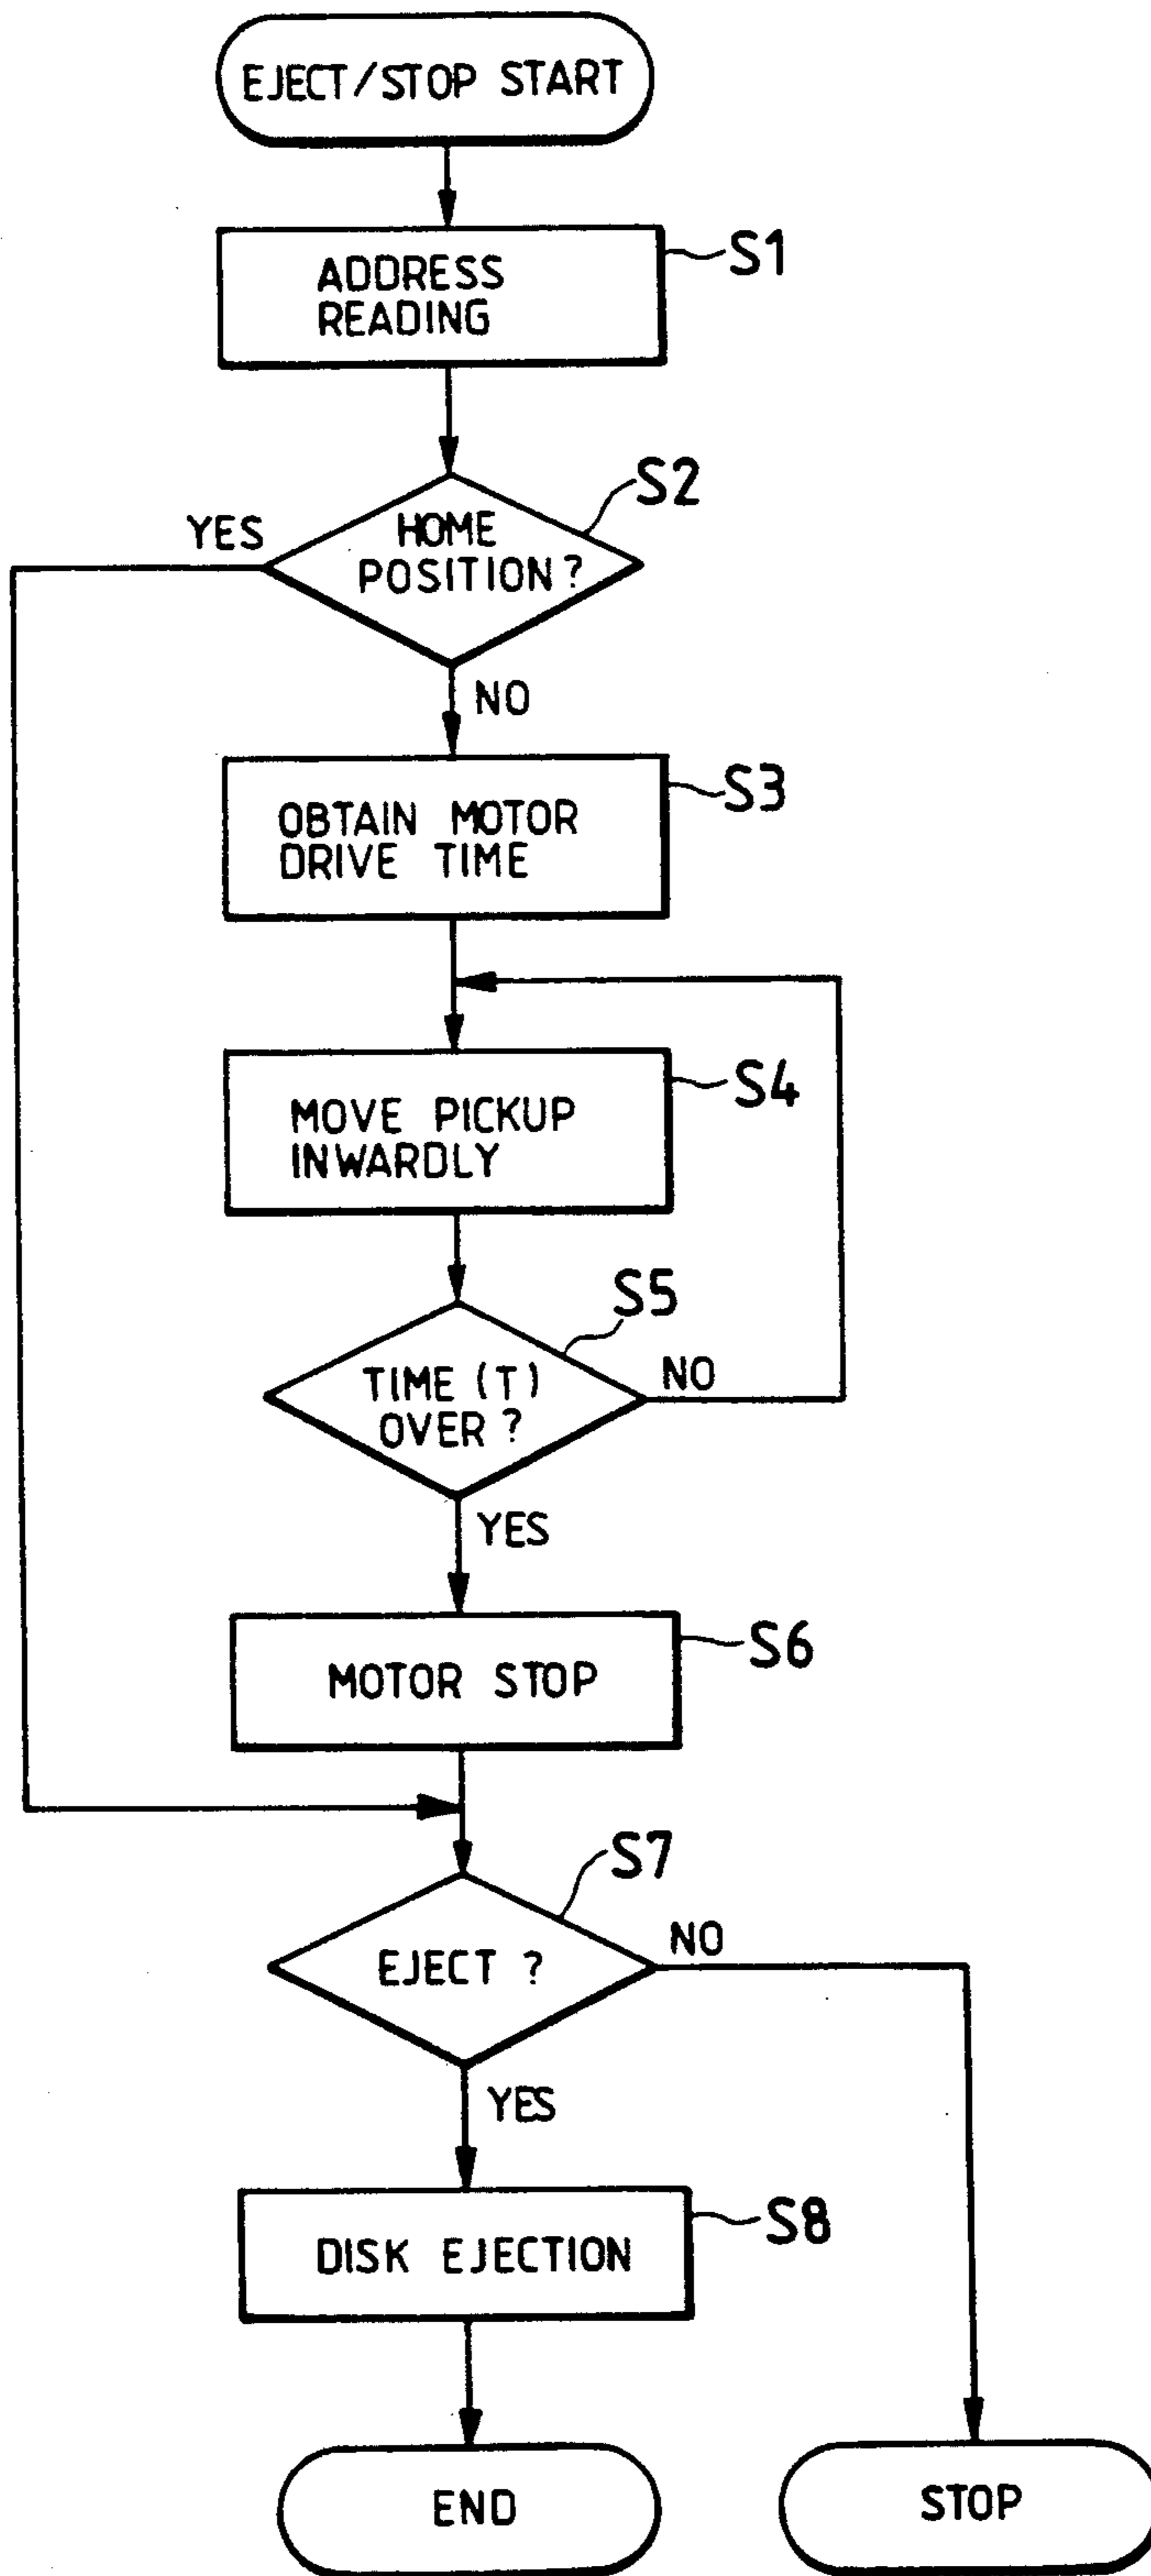 EJECT/STOP START
ADDRESS
READING
S1
HOME
POSITION?
S2
YES
NO
OBTAIN MOTOR
DRIVE TIME
S3
MOVE PICKUP
INWARDLY
S4
TIME (T)
OVER?
S5
NO
YES
MOTOR STOP
S6
EJECT ?
S7
NO
YES
DISK EJECTION
S8
END
STOP